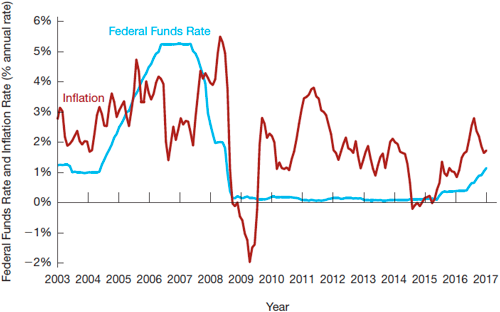 Federal Funds Rate and Inflation Rate (% annual rate)
6%
5%
4%
3%
2%
1%
0%
−1%
−2%
Federal Funds Rate
Inflation
2003 2004 2005 2006 2007 2008 2009 2010 2011 2012 2013 2014 2015 2016 2017
Year